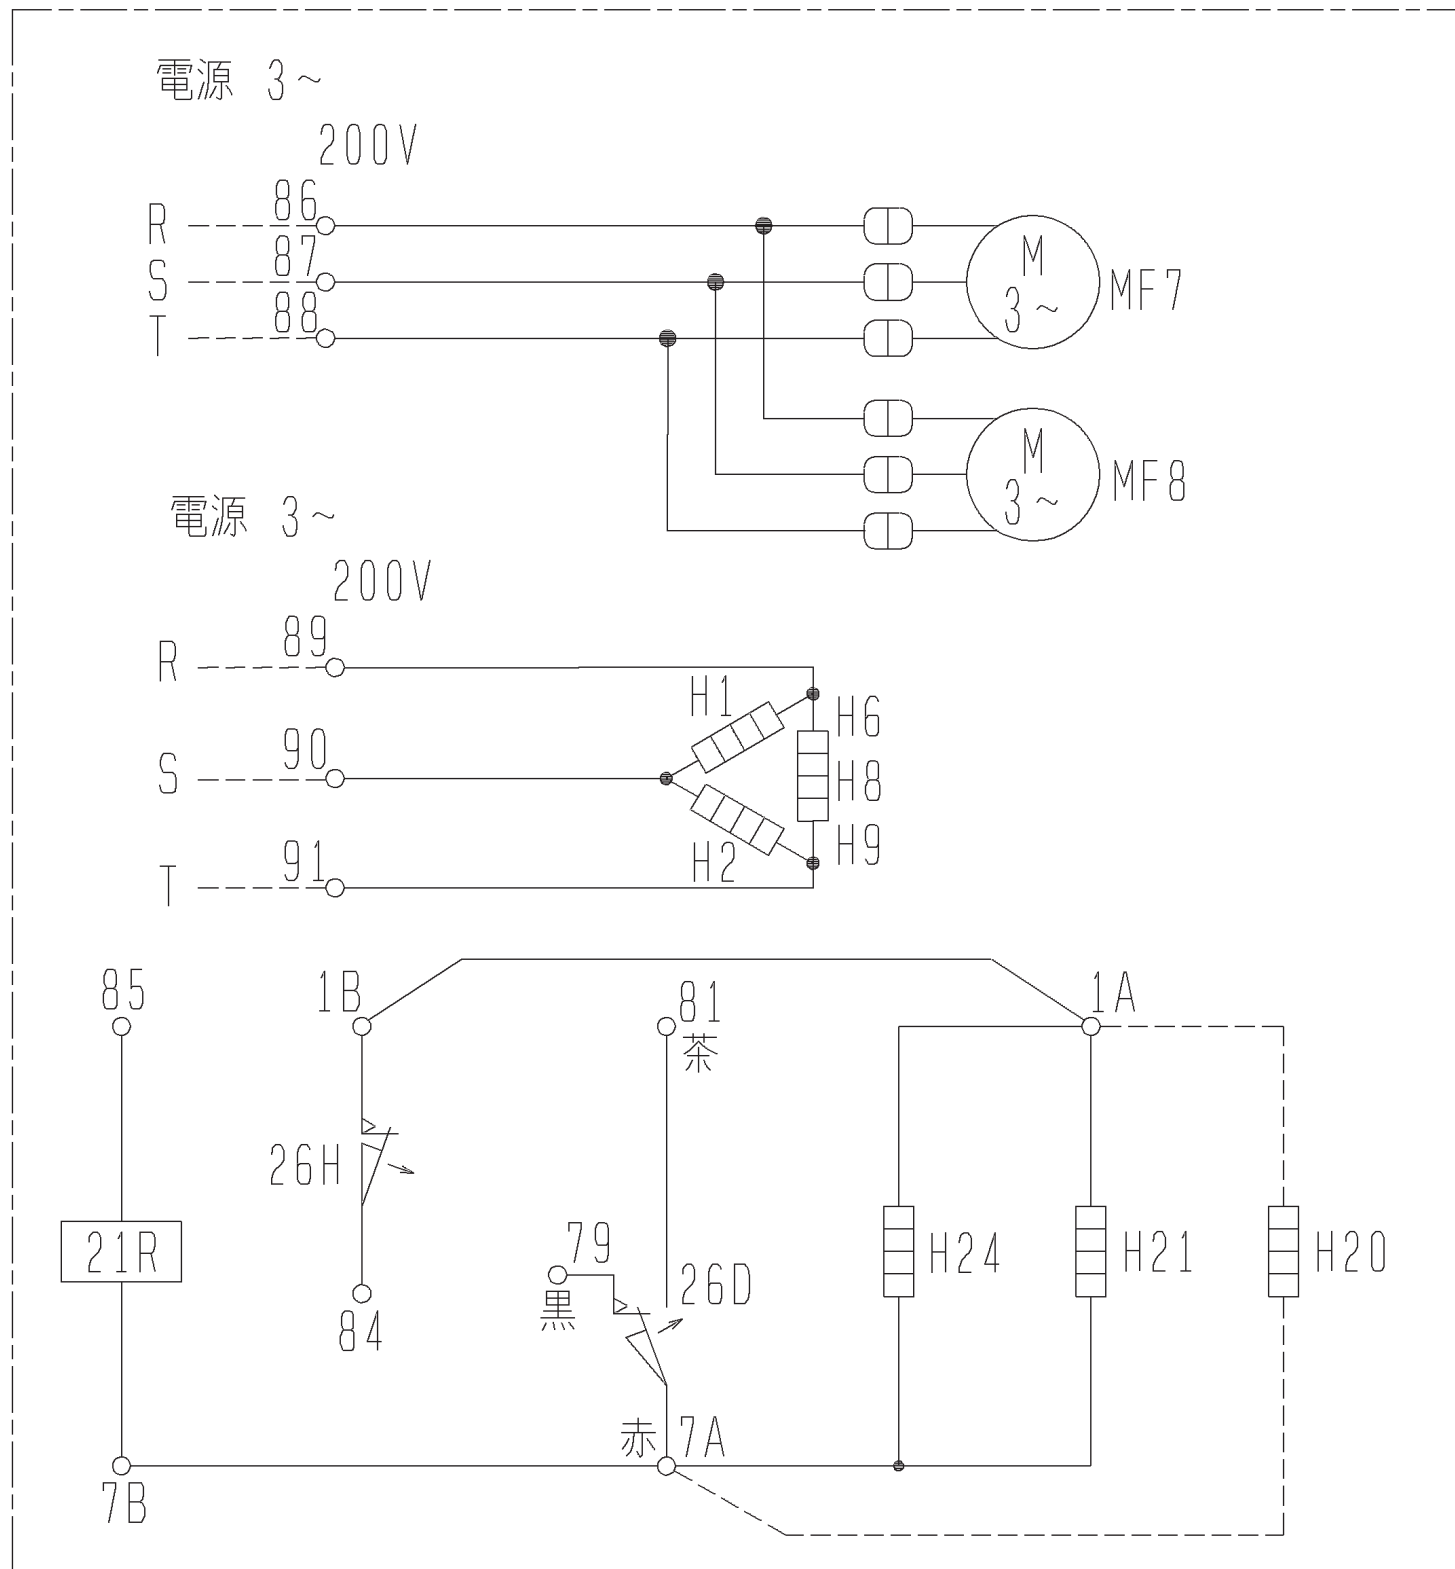 電源 3～
200V
R 86
S 87
T 88
M
3～
MF7
M
3～
MF8
電源 3～
200V
R 89
S 90
T 91
H1
H2
H6
H8
H9
85
1B
81
茶
1A
26H
84
21R
79
黒
26D
H24
H21
H20
赤 7A
7B